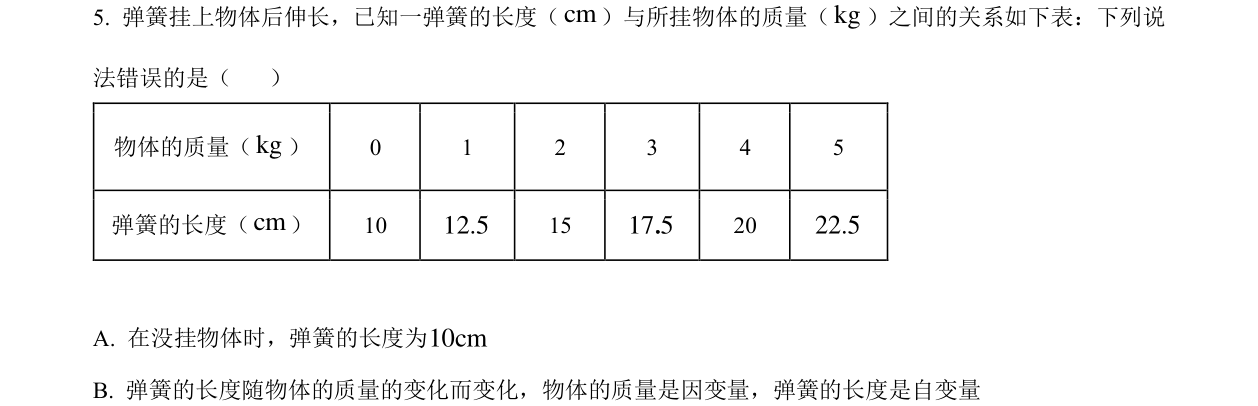 5. 弹簧挂上物体后伸长，已知一弹簧的长度（cm）与所挂物体的质量（kg）之间的关系如下表：下列说
法错误的是（　　）
物体的质量（kg） 0 1 2 3 4 5
弹簧的长度（cm） 10 12.5 15 17.5 20 22.5
A. 在没挂物体时，弹簧的长度为10cm
B. 弹簧的长度随物体的质量的变化而变化，物体的质量是因变量，弹簧的长度是自变量